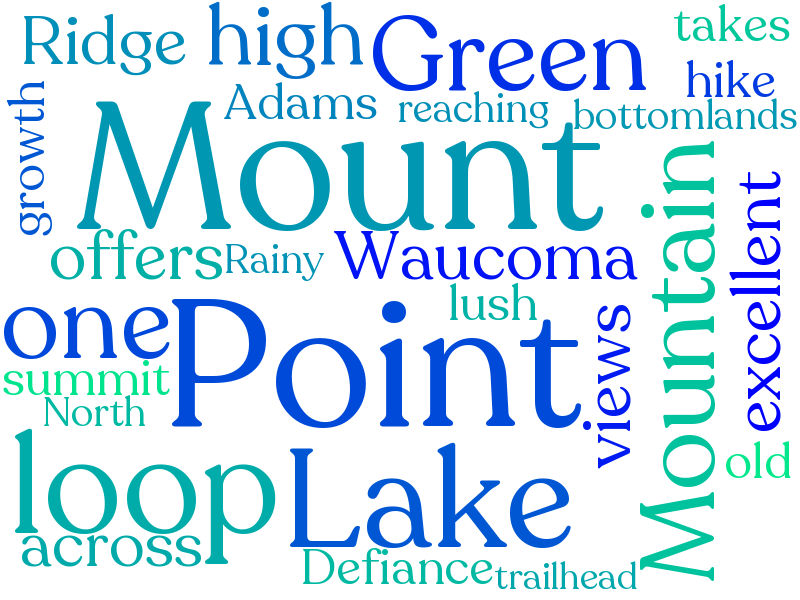 Ridge
high
Green
takes
hike
growth
Adams
reaching
bottomlands
Mount
Mountain
excellent
offers
Rainy
Waucoma
lush
one
Point
views
summit
North
loop
Lake
old
across
Defiance
trailhead